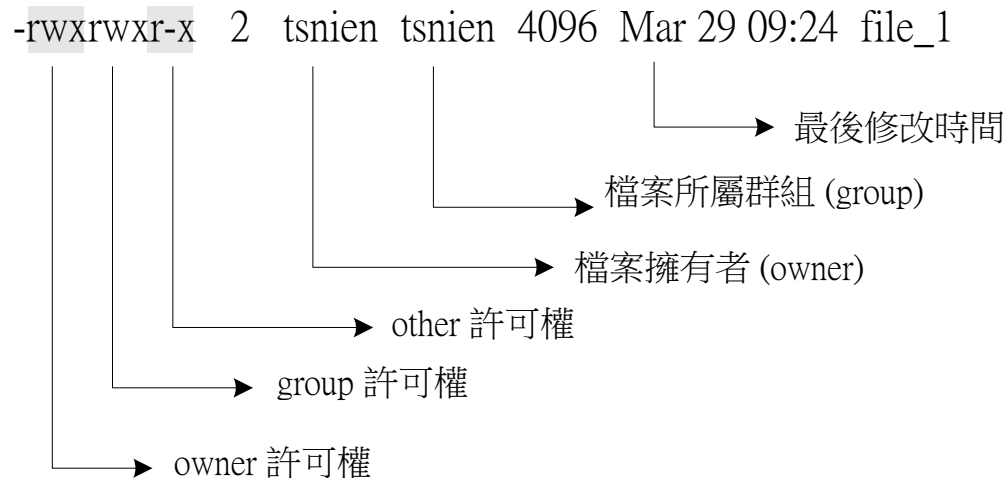 -rwxrwxr-x 2 tsnien tsnien 4096 Mar 29 09:24 file_1
最後修改時間
檔案所屬群組 (group)
檔案擁有者 (owner)
other 許可權
group 許可權
owner 許可權